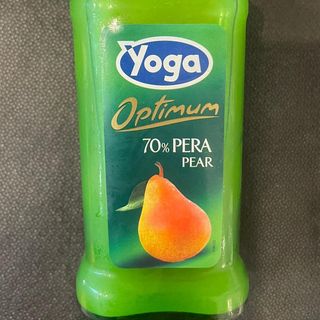 Yoga
Optimum
70% PERA
PEAR